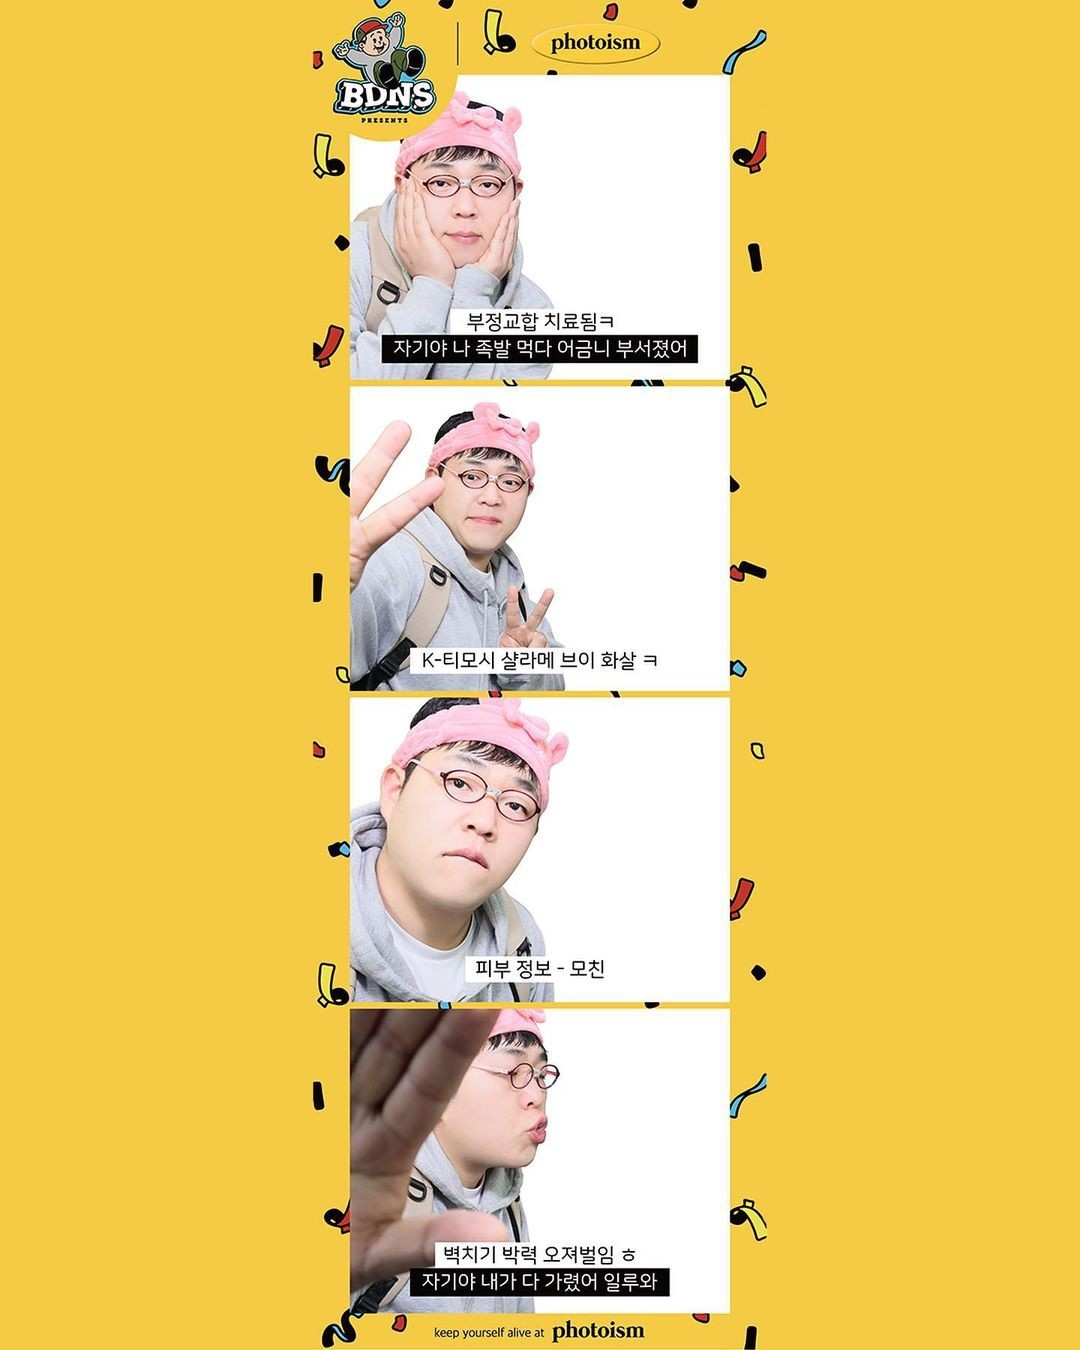 BDNS
PRESENTS
photoism
부정교합 치료됨ㅋ
자기야 나 족발 먹다 어금니 부서졌어
K-티모시 샬라메 브이 화살 ㅋ
피부 정보 - 모친
벽치기 박력 오져벌임 ㅎ
자기야 내가 다 가렸어 일루와
keep yourself alive at photoism